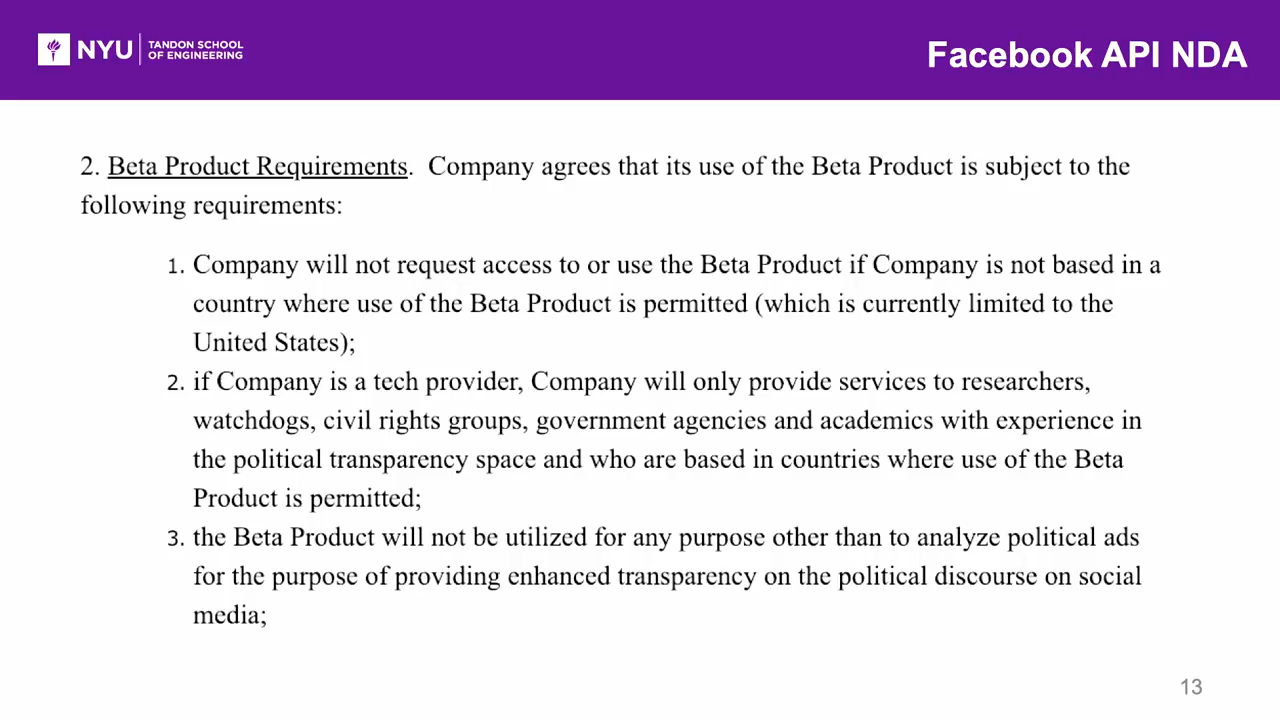 NYU
TANDON SCHOOL
OF ENGINEERING
Facebook API NDA
2. Beta Product Requirements. Company agrees that its use of the Beta Product is subject to the
following requirements:
1. Company will not request access to or use the Beta Product if Company is not based in a
country where use of the Beta Product is permitted (which is currently limited to the
United States);
2. if Company is a tech provider, Company will only provide services to researchers,
watchdogs, civil rights groups, government agencies and academics with experience in
the political transparency space and who are based in countries where use of the Beta
Product is permitted;
3. the Beta Product will not be utilized for any purpose other than to analyze political ads
for the purpose of providing enhanced transparency on the political discourse on social
media;
13